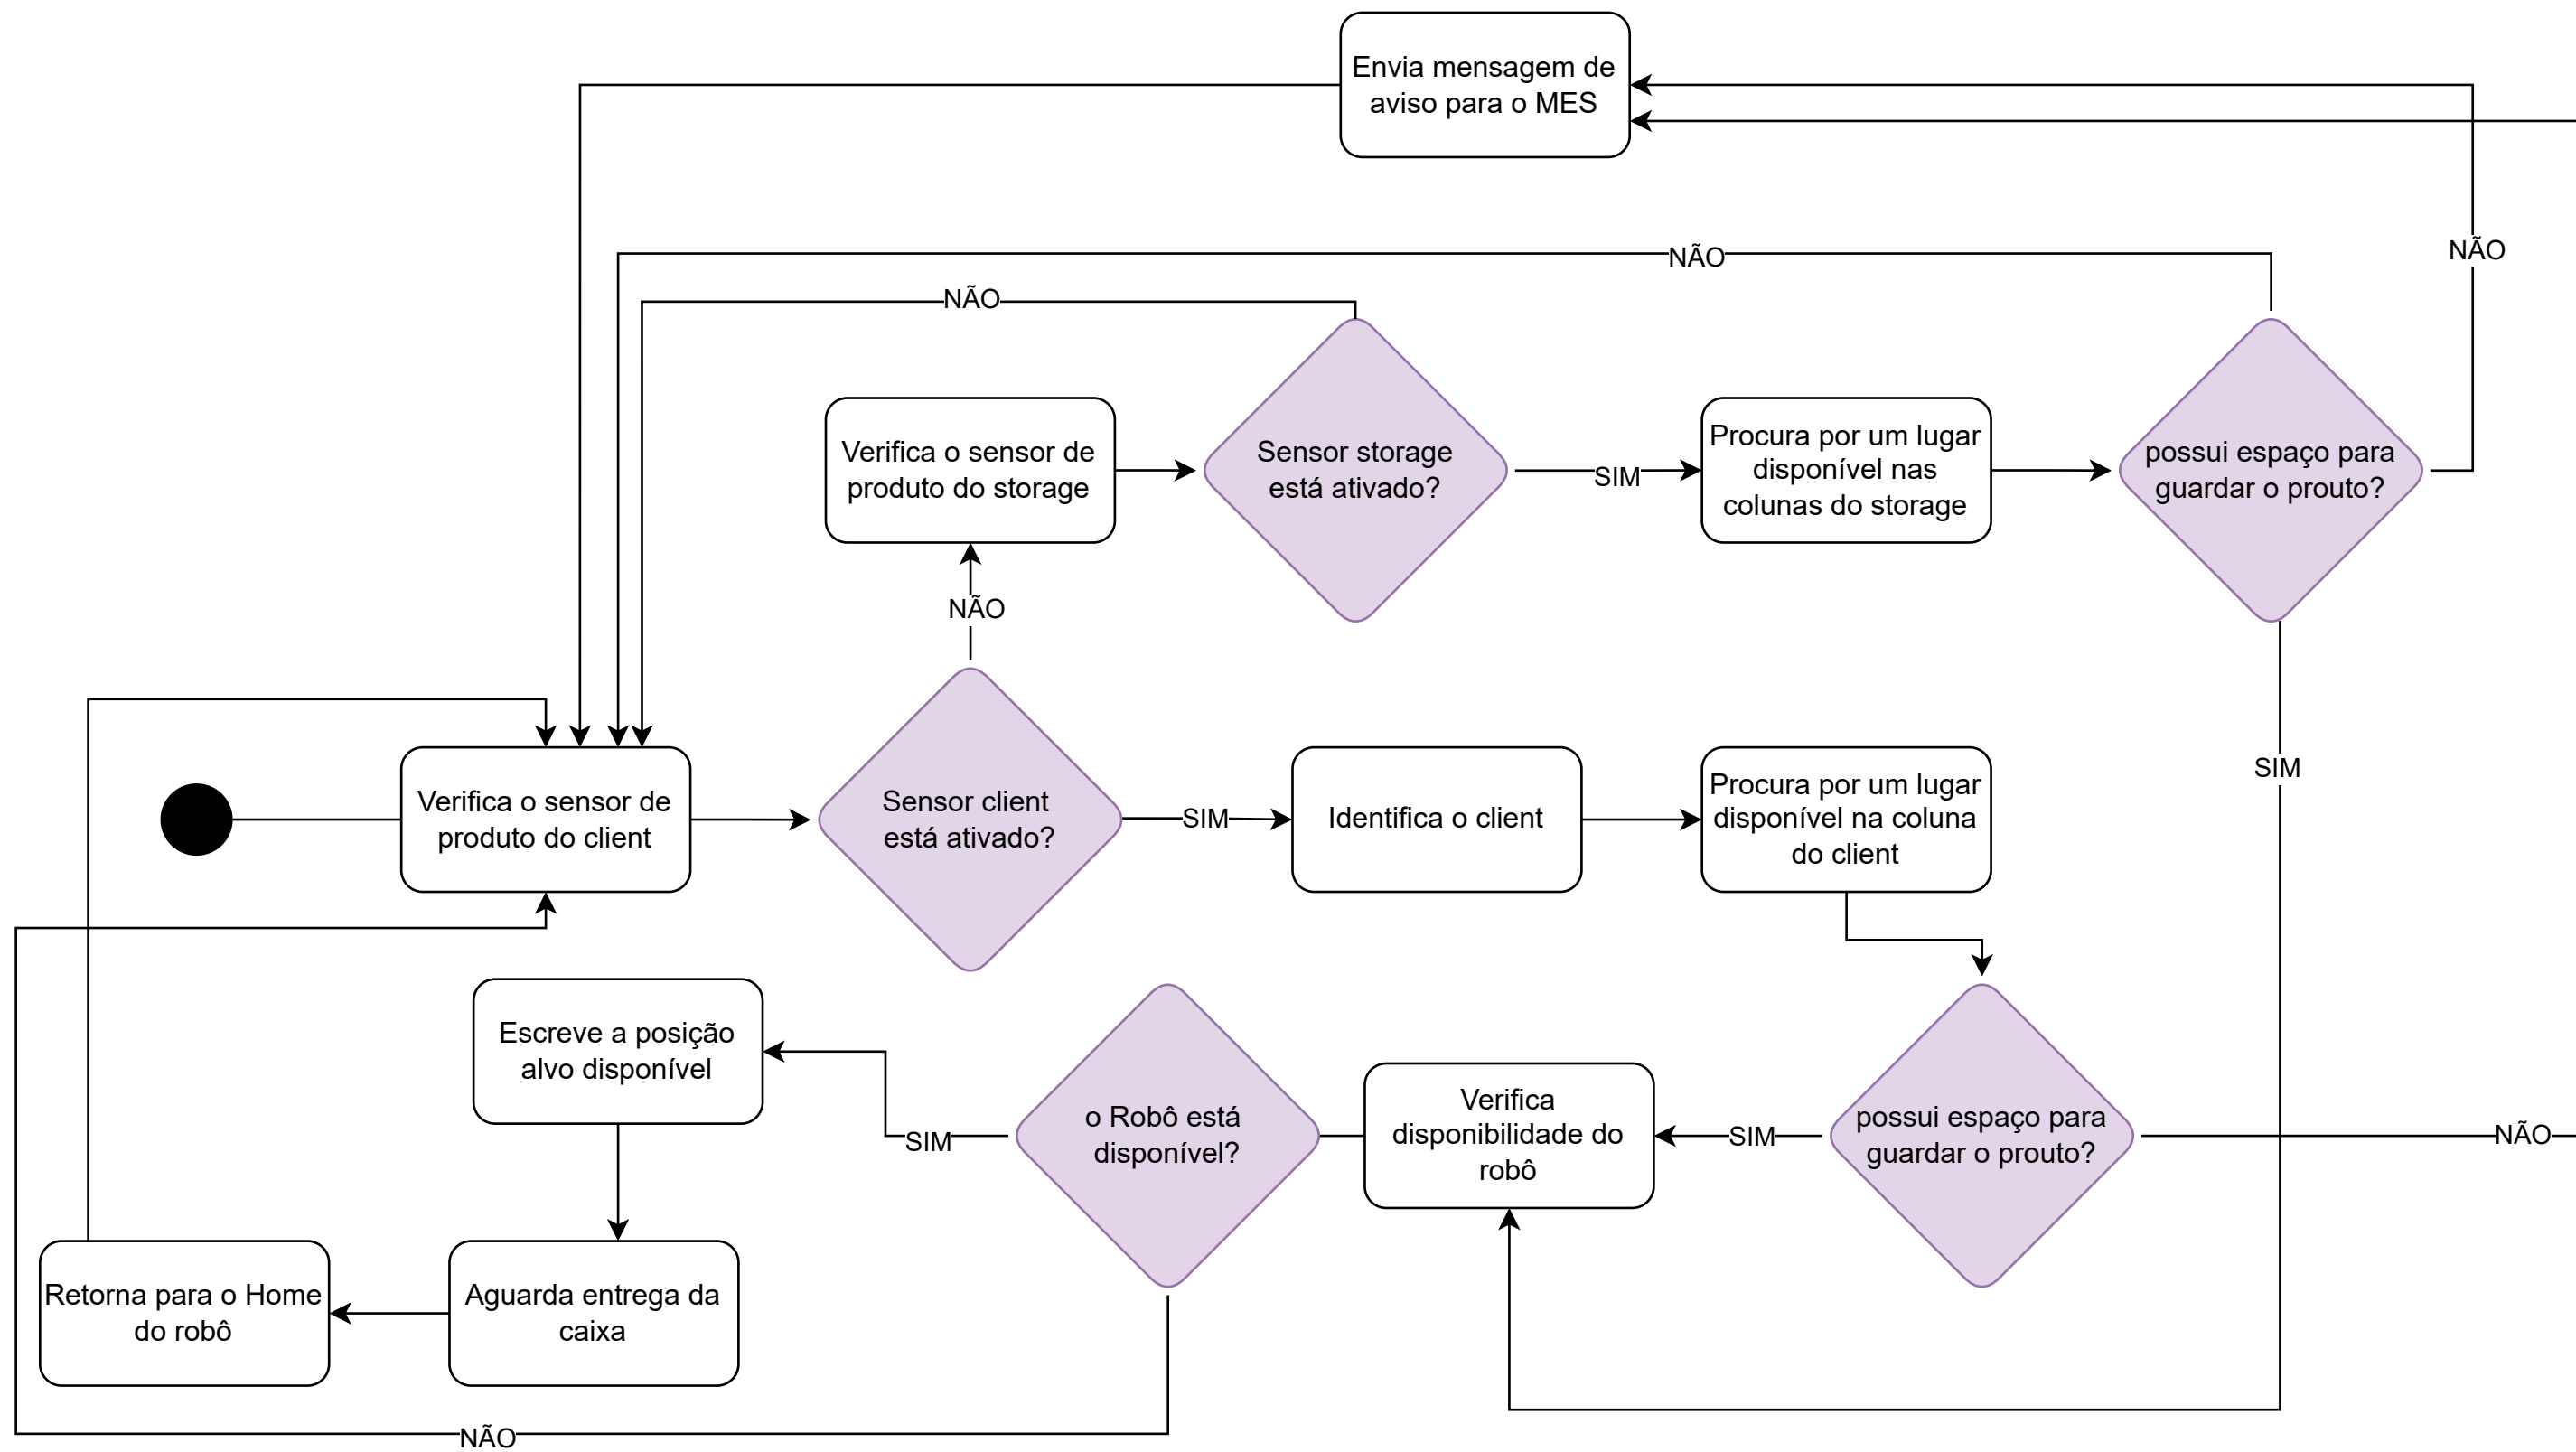 Envia mensagem de
aviso para o MES
NÃO
NÃO
NÃO
Verifica o sensor de
produto do storage
Sensor storage
está ativado?
SIM
Procura por um lugar
disponível nas
colunas do storage
possui espaço para
guardar o prouto?
NÃO
SIM
Verifica o sensor de
produto do client
Sensor client
está ativado?
SIM
Identifica o client
Procura por um lugar
disponível na coluna
do client
Escreve a posição
alvo disponível
SIM
o Robô está
disponível?
Verifica
disponibilidade do
robô
SIM
possui espaço para
guardar o prouto?
NÃO
Retorna para o Home
do robô
Aguarda entrega da
caixa
NÃO